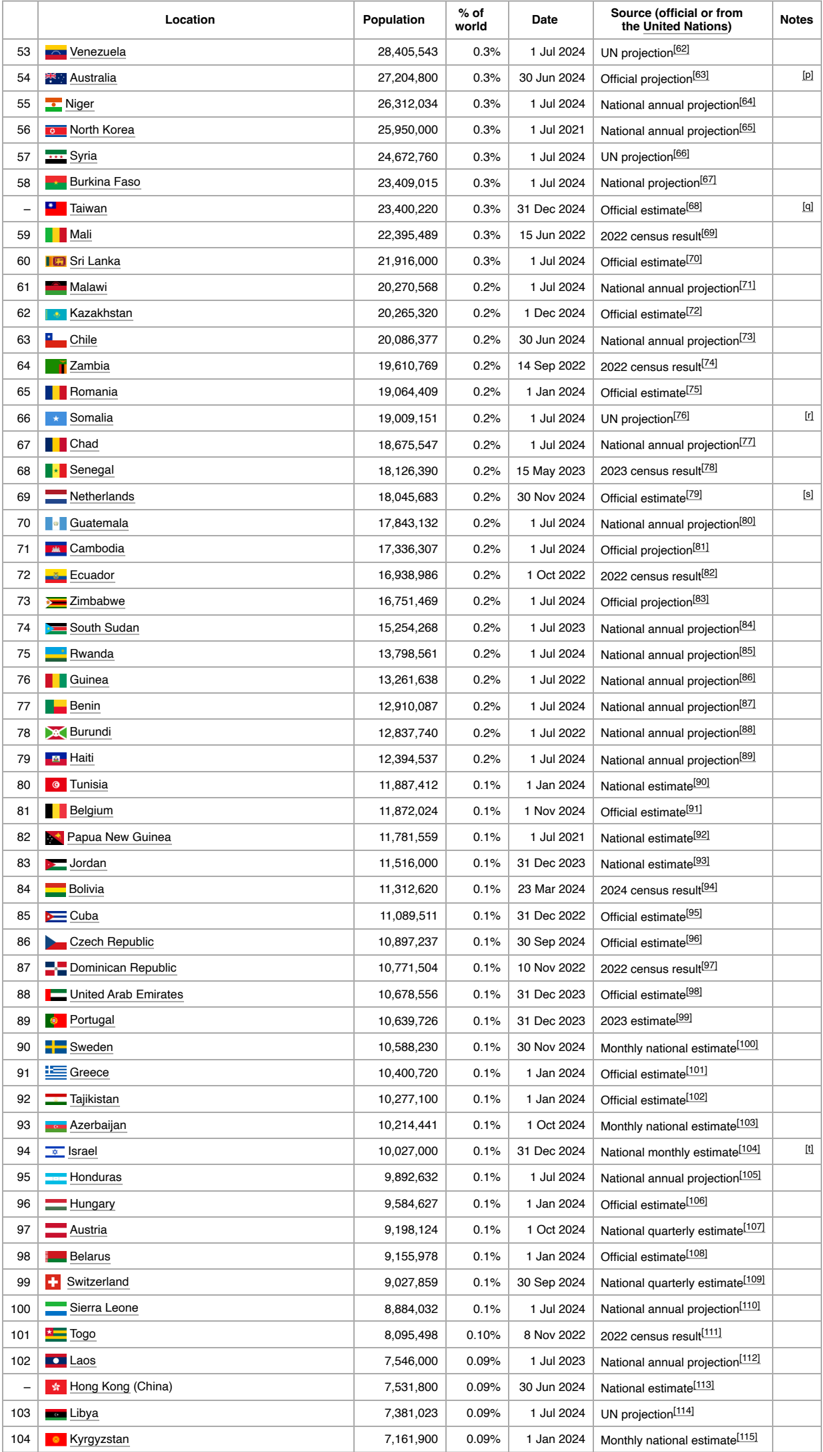 Location Population % of world Date Source (official or from the United Nations) Notes
53 Venezuela 28,405,543 0.3% 1 Jul 2024 UN projection[62]
54 Australia 27,204,800 0.3% 30 Jun 2024 Official projection[63] [p]
55 Niger 26,312,034 0.3% 1 Jul 2024 National annual projection[64]
56 North Korea 25,950,000 0.3% 1 Jul 2021 National annual projection[65]
57 Syria 24,672,760 0.3% 1 Jul 2024 UN projection[66]
58 Burkina Faso 23,409,015 0.3% 1 Jul 2024 National projection[67]
– Taiwan 23,400,220 0.3% 31 Dec 2024 Official estimate[68] [q]
59 Mali 22,395,489 0.3% 15 Jun 2022 2022 census result[69]
60 Sri Lanka 21,916,000 0.3% 1 Jul 2024 Official estimate[70]
61 Malawi 20,270,568 0.2% 1 Jul 2024 National annual projection[71]
62 Kazakhstan 20,265,320 0.2% 1 Dec 2024 Official estimate[72]
63 Chile 20,086,377 0.2% 30 Jun 2024 National annual projection[73]
64 Zambia 19,610,769 0.2% 14 Sep 2022 2022 census result[74]
65 Romania 19,064,409 0.2% 1 Jan 2024 Official estimate[75]
66 Somalia 19,009,151 0.2% 1 Jul 2024 UN projection[76] [r]
67 Chad 18,675,547 0.2% 1 Jul 2024 National annual projection[77]
68 Senegal 18,126,390 0.2% 15 May 2023 2023 census result[78]
69 Netherlands 18,045,683 0.2% 30 Nov 2024 Official estimate[79] [s]
70 Guatemala 17,843,132 0.2% 1 Jul 2024 National annual projection[80]
71 Cambodia 17,336,307 0.2% 1 Jul 2024 Official projection[81]
72 Ecuador 16,938,986 0.2% 1 Oct 2022 2022 census result[82]
73 Zimbabwe 16,751,469 0.2% 1 Jul 2024 Official projection[83]
74 South Sudan 15,254,268 0.2% 1 Jul 2023 National annual projection[84]
75 Rwanda 13,798,561 0.2% 1 Jul 2024 National annual projection[85]
76 Guinea 13,261,638 0.2% 1 Jul 2022 National annual projection[86]
77 Benin 12,910,087 0.2% 1 Jul 2024 National annual projection[87]
78 Burundi 12,837,740 0.2% 1 Jul 2022 National annual projection[88]
79 Haiti 12,394,537 0.2% 1 Jul 2024 National annual projection[89]
80 Tunisia 11,887,412 0.1% 1 Jan 2024 National estimate[90]
81 Belgium 11,872,024 0.1% 1 Nov 2024 Official estimate[91]
82 Papua New Guinea 11,781,559 0.1% 1 Jul 2021 National estimate[92]
83 Jordan 11,516,000 0.1% 31 Dec 2023 National estimate[93]
84 Bolivia 11,312,620 0.1% 23 Mar 2024 2024 census result[94]
85 Cuba 11,089,511 0.1% 31 Dec 2022 Official estimate[95]
86 Czech Republic 10,897,237 0.1% 30 Sep 2024 Official estimate[96]
87 Dominican Republic 10,771,504 0.1% 10 Nov 2022 2022 census result[97]
88 United Arab Emirates 10,678,556 0.1% 31 Dec 2023 Official estimate[98]
89 Portugal 10,639,726 0.1% 31 Dec 2023 2023 estimate[99]
90 Sweden 10,588,230 0.1% 30 Nov 2024 Monthly national estimate[100]
91 Greece 10,400,720 0.1% 1 Jan 2024 Official estimate[101]
92 Tajikistan 10,277,100 0.1% 1 Jan 2024 Official estimate[102]
93 Azerbaijan 10,214,441 0.1% 1 Oct 2024 Monthly national estimate[103]
94 Israel 10,027,000 0.1% 31 Dec 2024 National monthly estimate[104] [t]
95 Honduras 9,892,632 0.1% 1 Jul 2024 National annual projection[105]
96 Hungary 9,584,627 0.1% 1 Jan 2024 Official estimate[106]
97 Austria 9,198,124 0.1% 1 Oct 2024 National quarterly estimate[107]
98 Belarus 9,155,978 0.1% 1 Jan 2024 Official estimate[108]
99 Switzerland 9,027,859 0.1% 30 Sep 2024 National quarterly estimate[109]
100 Sierra Leone 8,884,032 0.1% 1 Jul 2024 National annual projection[110]
101 Togo 8,095,498 0.10% 8 Nov 2022 2022 census result[111]
102 Laos 7,546,000 0.09% 1 Jul 2023 National annual projection[112]
– Hong Kong (China) 7,531,800 0.09% 30 Jun 2024 National estimate[113]
103 Libya 7,381,023 0.09% 1 Jul 2024 UN projection[114]
104 Kyrgyzstan 7,161,900 0.09% 1 Jan 2024 Monthly national estimate[115]